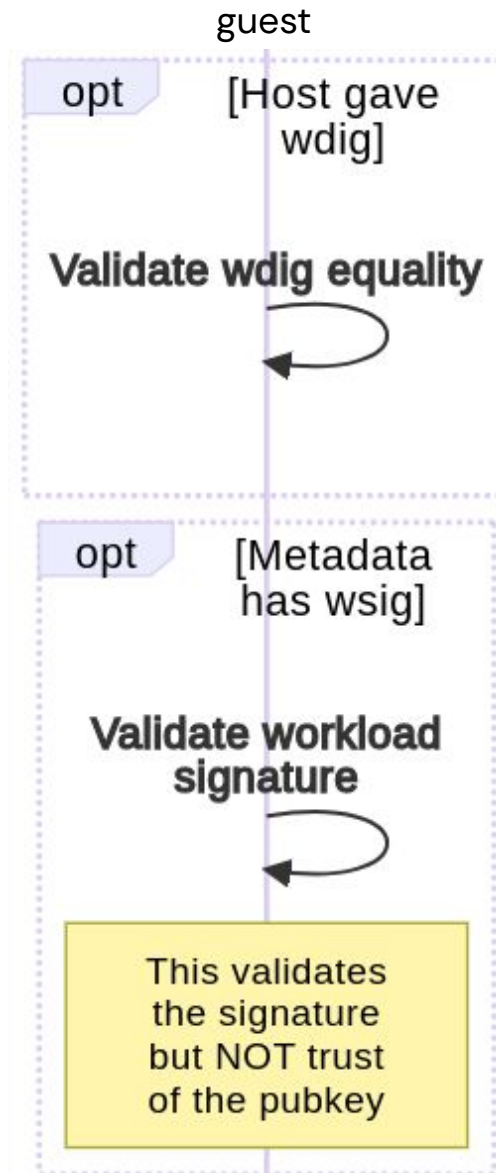 guest
opt
[Host gave
wdig]
Validate wdig equality
opt
[Metadata
has wsig]
Validate workload
signature
This validates
the signature
but NOT trust
of the pubkey